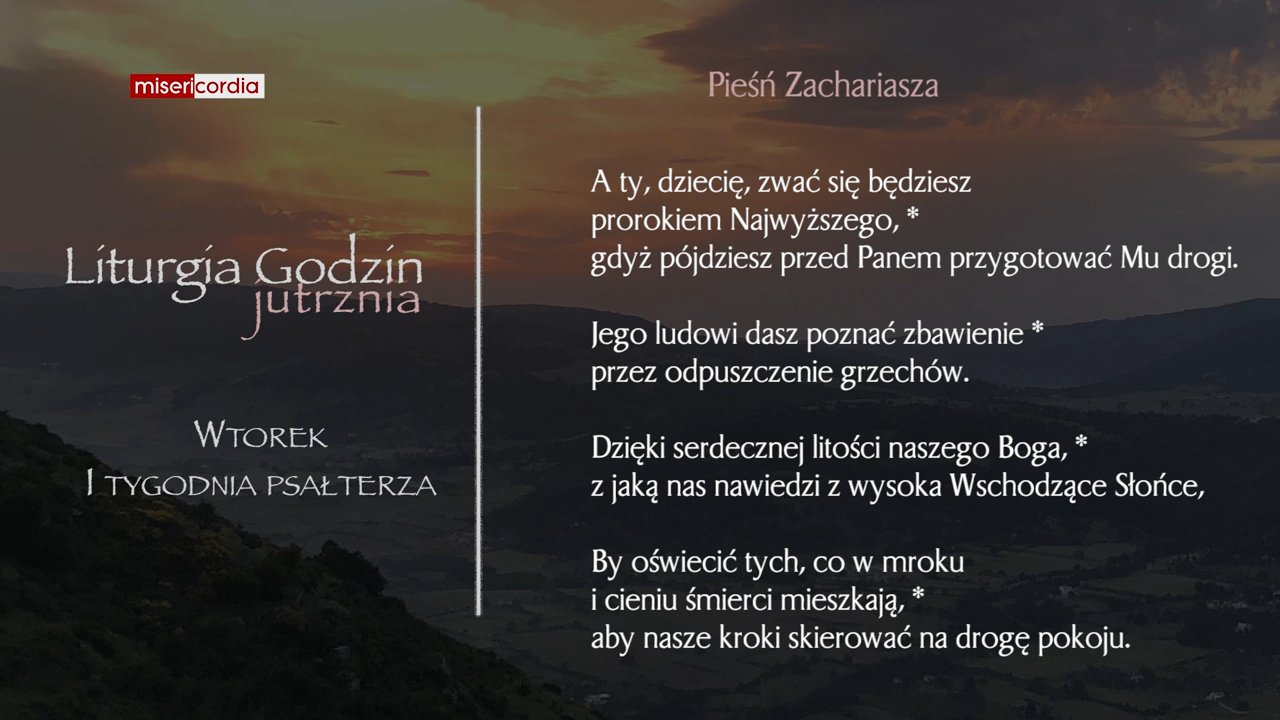 misericordia
Liturgia Godzin
jutrznia
Wtorek
I tygodnia psałterza
Pieśń Zachariasza
A ty, dziecię, zwać się będziesz
prorokiem Najwyższego, *
gdyż pójdziesz przed Panem przygotować Mu drogi.
Jego ludowi dasz poznać zbawienie *
przez odpuszczenie grzechów.
Dzięki serdecznej litości naszego Boga, *
z jaką nas nawiedzi z wysoka Wschodzące Słońce,
By oświecić tych, co w mroku
i cieniu śmierci mieszkają, *
aby nasze kroki skierować na drogę pokoju.